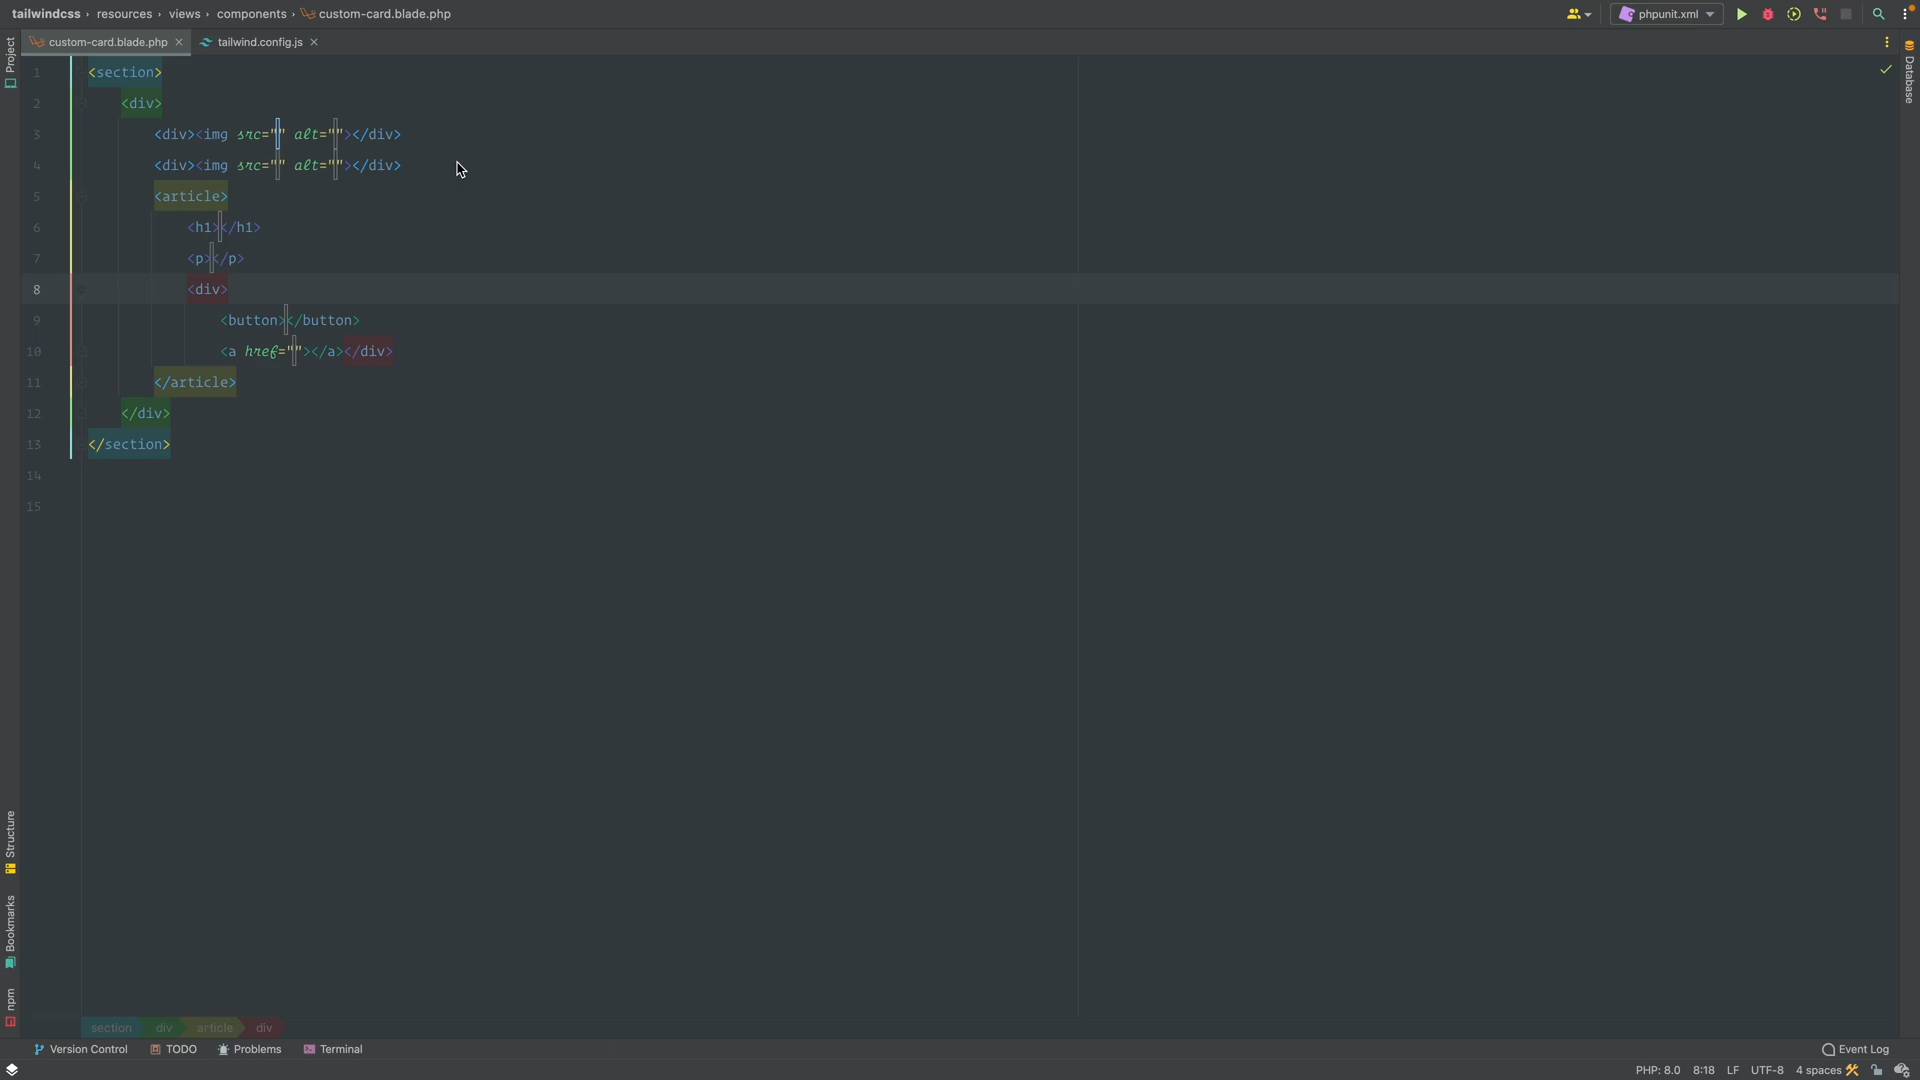 tailwindcss › resources › views › components › custom-card.blade.php
phpunit.xml
custom-card.blade.php
tailwind.config.js
Project
Database
1 <section>
2 <div>
3 <div><img src="" alt=""></div>
4 <div><img src="" alt=""></div>
5 <article>
6 <h1></h1>
7 <p></p>
8 <div>
9 <button></button>
10 <a href=""></a></div>
11 </article>
12 </div>
13 </section>
14
15
Structure
Bookmarks
npm
section div article div
Version Control TODO Problems Terminal Event Log
PHP: 8.0 8:18 LF UTF-8 4 spaces